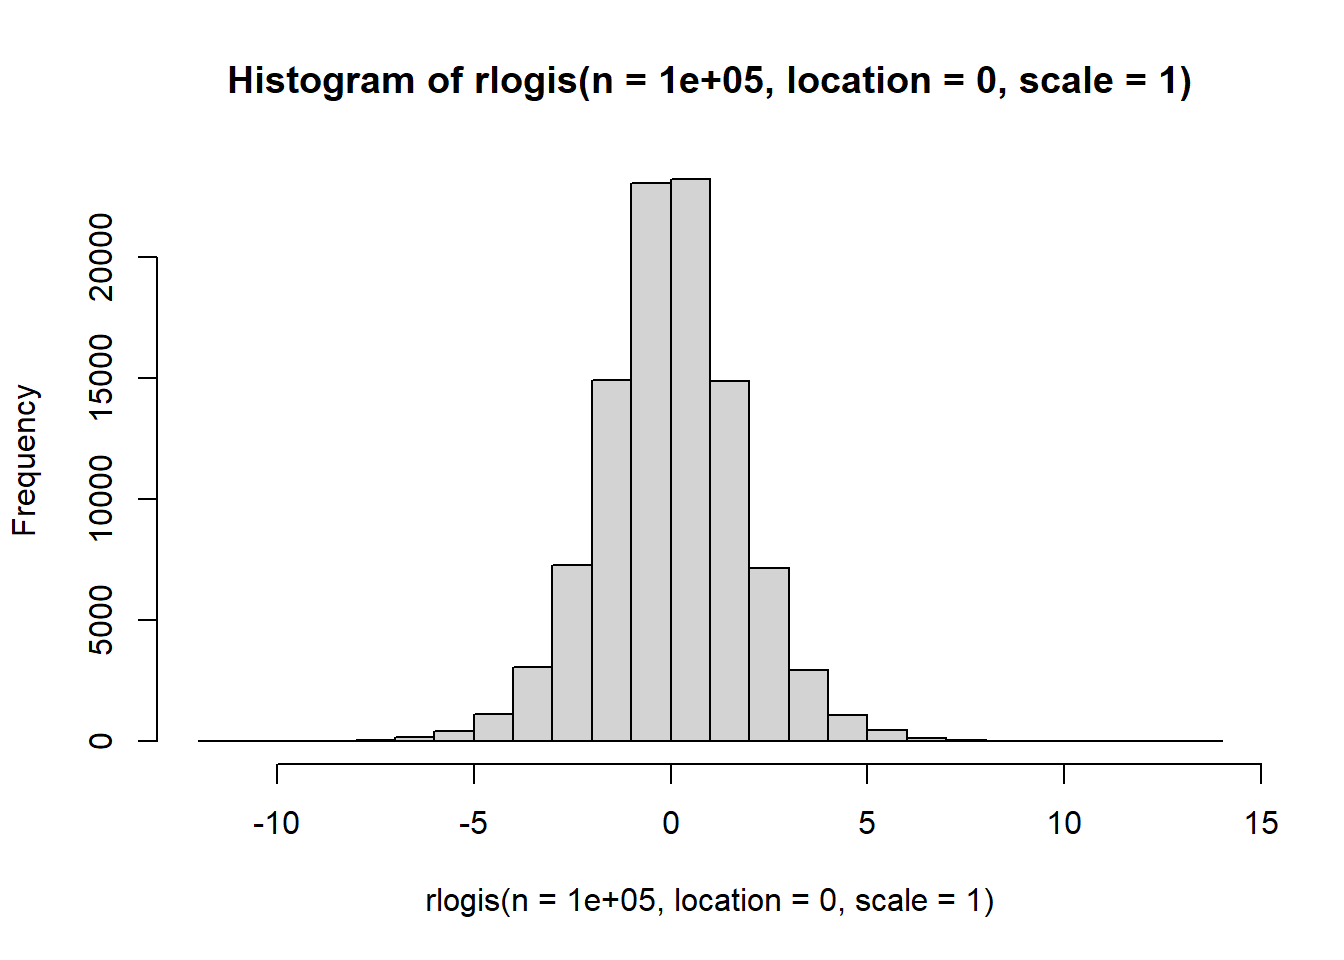 Histogram of rlogis(n = 1e+05, location = 0, scale = 1)
Frequency
20000
15000
10000
5000
0
-10 -5 0 5 10 15
rlogis(n = 1e+05, location = 0, scale = 1)